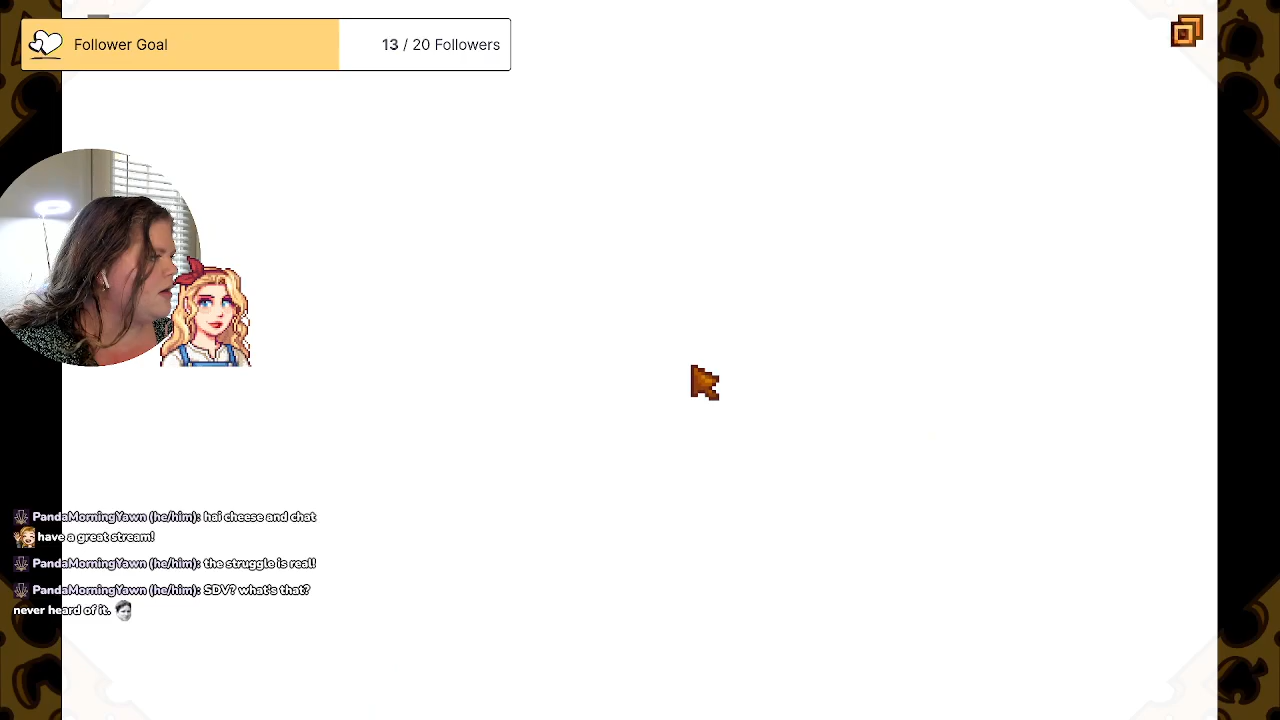 Follower Goal 13 / 20 Followers
PandaMorningYawn (he/him): hai cheese and chat
have a great stream!
PandaMorningYawn (he/him): the struggle is real!
PandaMorningYawn (he/him): SDV? what's that?
never heard of it.